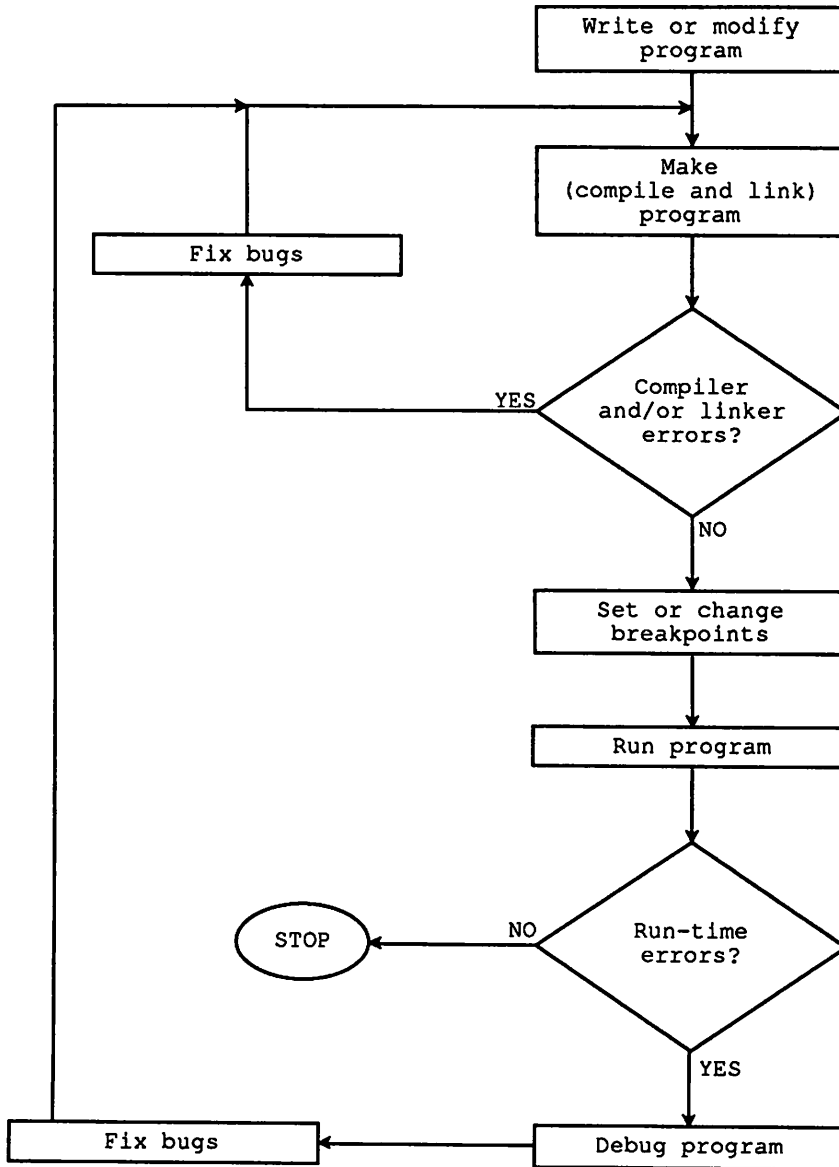 Write or modify
program
Make
(compile and link)
program
Fix bugs
Compiler
and/or linker
errors?
YES
NO
Set or change
breakpoints
Run program
Run-time
errors?
NO
STOP
YES
Debug program
Fix bugs